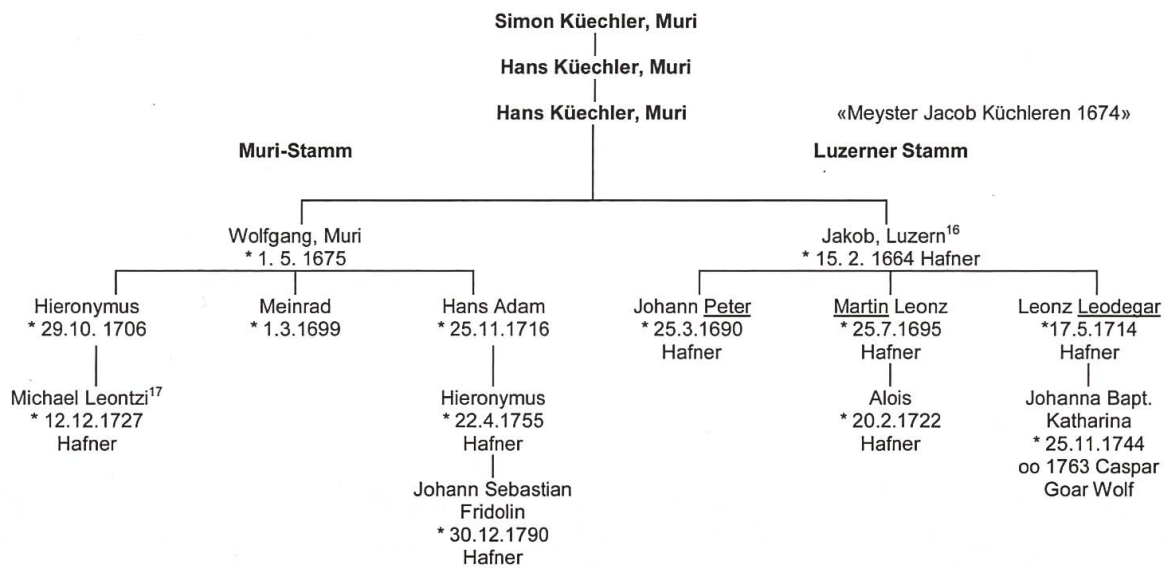 Simon Küechler, Muri
Hans Küechler, Muri
Hans Küechler, Muri
«Meyster Jacob Küchleren 1674»
Muri-Stamm
Luzerner Stamm
Wolfgang, Muri
* 1. 5. 1675
Jakob, Luzern16
* 15. 2. 1664 Hafner
Hieronymus
* 29.10. 1706
Meinrad
* 1.3.1699
Hans Adam
* 25.11.1716
Johann Peter
* 25.3.1690
Hafner
Martin Leonz
* 25.7.1695
Hafner
Leonz Leodegar
*17.5.1714
Hafner
Michael Leontzi17
* 12.12.1727
Hafner
Hieronymus
* 22.4.1755
Hafner
Alois
* 20.2.1722
Hafner
Johanna Bapt.
Katharina
* 25.11.1744
oo 1763 Caspar
Goar Wolf
Johann Sebastian
Fridolin
* 30.12.1790
Hafner